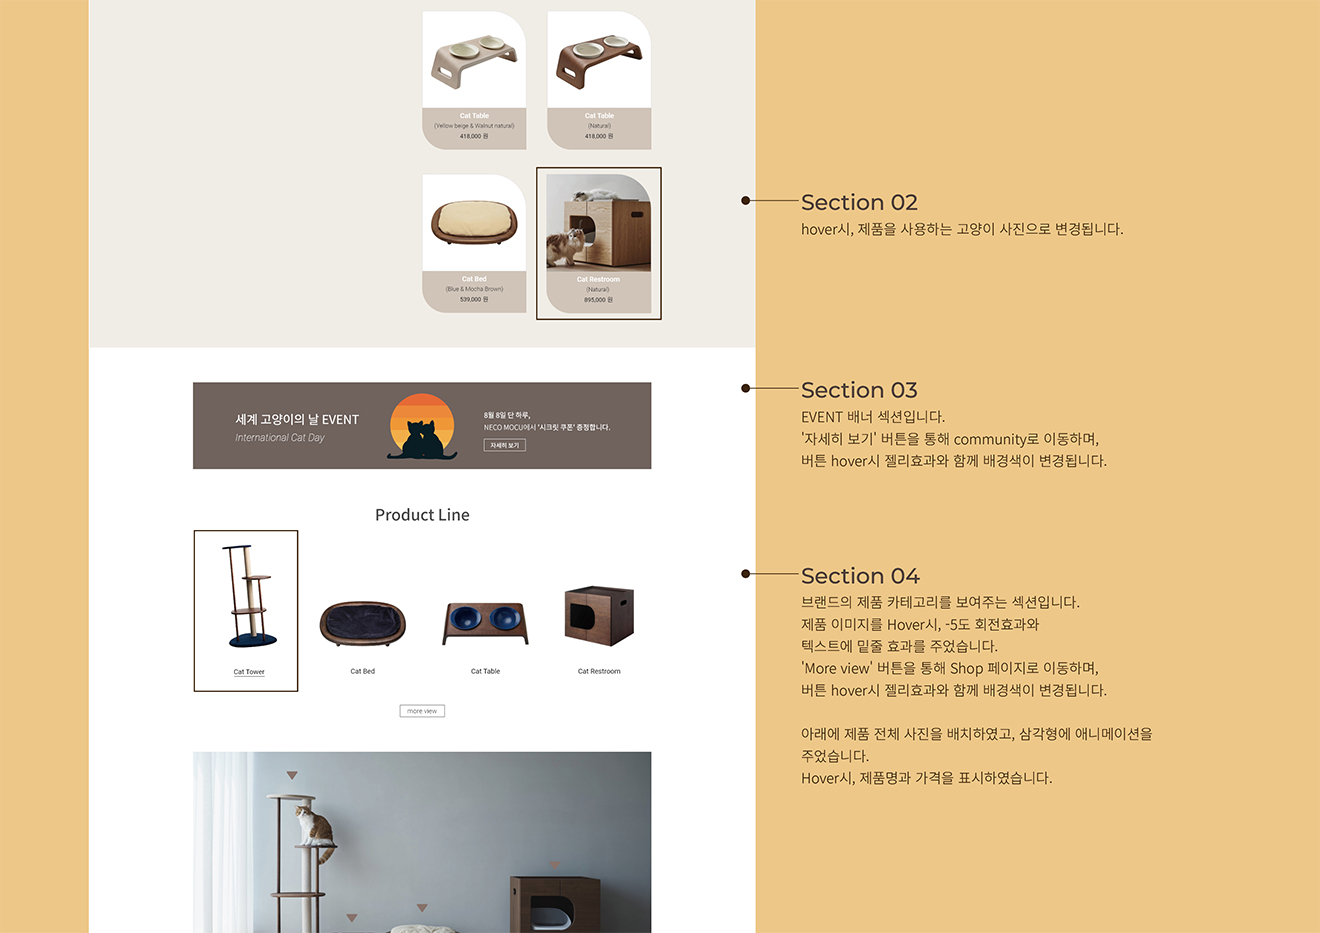 Cat Table
(Yellow beige & Walnut natural)
418,000 원
Cat Table
(Natural)
418,000 원
Cat Bed
(Blue & Mocha Brown)
539,000 원
Cat Restroom
(Natural)
895,000 원
Section 02
hover시, 제품을 사용하는 고양이 사진으로 변경됩니다.
세계 고양이의 날 EVENT
International Cat Day
8월 8일 단 하루,
NECO MOCU에서 '시크릿 쿠폰' 증정합니다.
자세히 보기
Section 03
EVENT 배너 섹션입니다.
'자세히 보기' 버튼을 통해 community로 이동하며,
버튼 hover시 젤리효과와 함께 배경색이 변경됩니다.
Product Line
Cat Tower
Cat Bed
Cat Table
Cat Restroom
more view
Section 04
브랜드의 제품 카테고리를 보여주는 섹션입니다.
제품 이미지를 Hover시, -5도 회전효과와
텍스트에 밑줄 효과를 주었습니다.
'More view' 버튼을 통해 Shop 페이지로 이동하며,
버튼 hover시 젤리효과와 함께 배경색이 변경됩니다.
아래에 제품 전체 사진을 배치하였고, 삼각형에 애니메이션을
주었습니다.
Hover시, 제품명과 가격을 표시하였습니다.